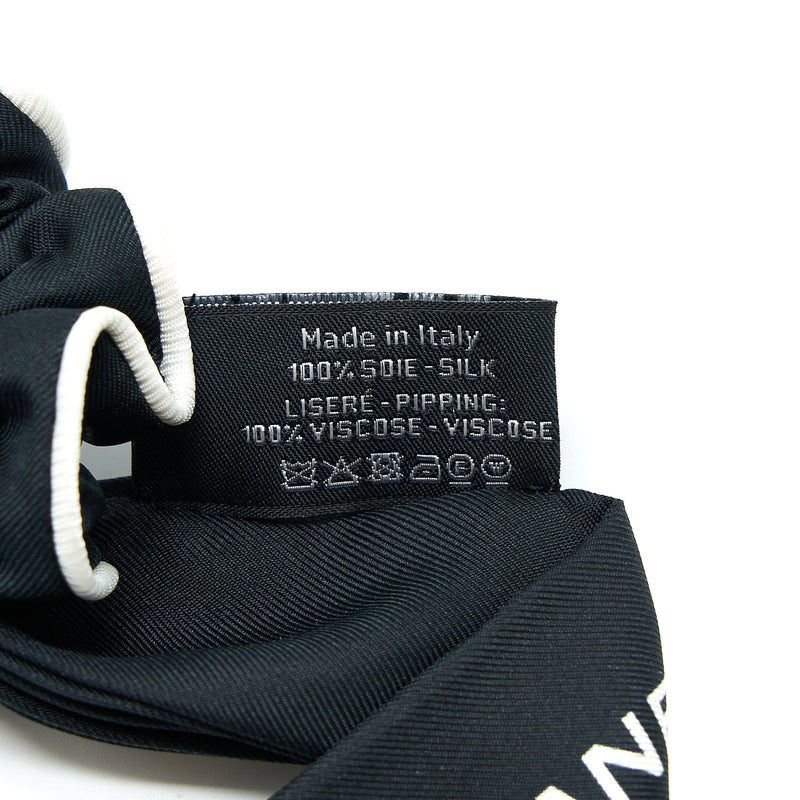 Made in Italy
100% SOIE - SILK
LISERÉ - PIPPING:
100% VISCOSE - VISCOSE